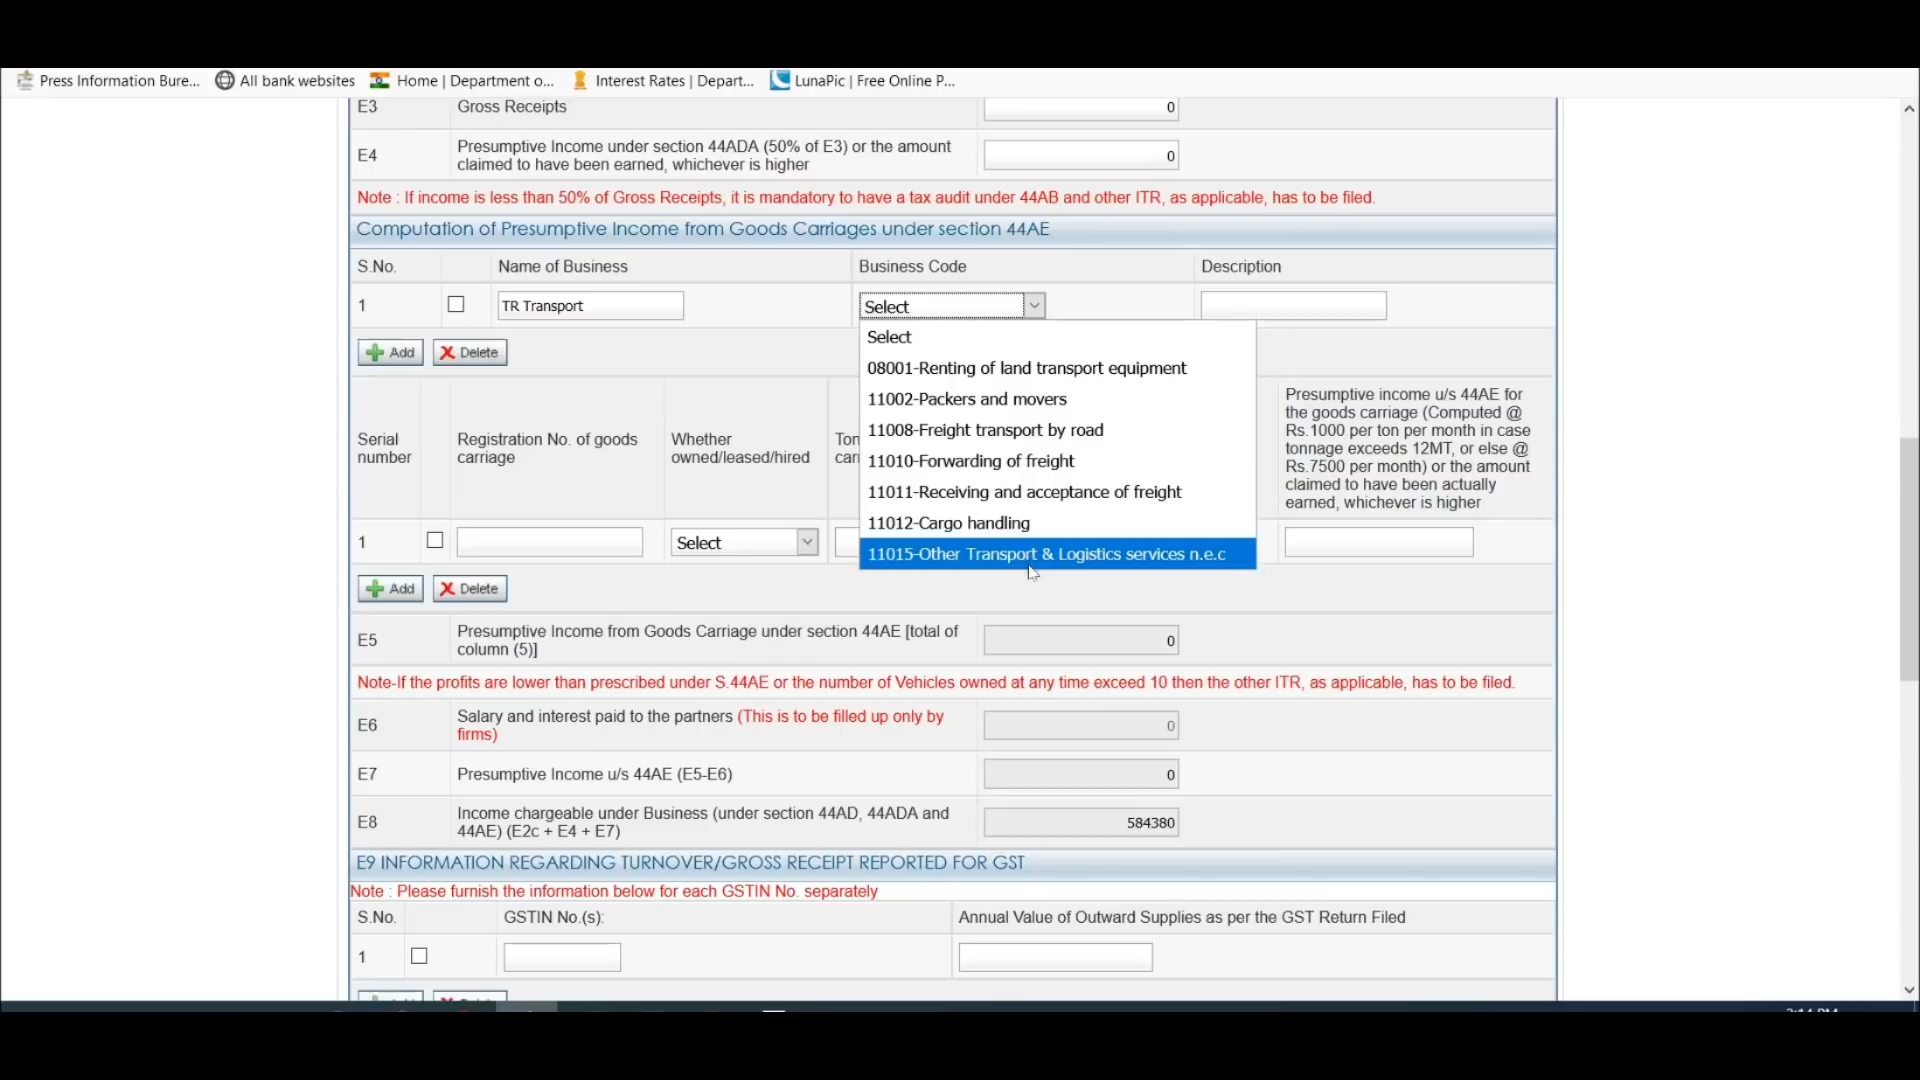 Press Information Bure...
All bank websites
Home | Department o...
Interest Rates | Depart...
LunaPic | Free Online P...
E3 Gross Receipts 0
E4 Presumptive Income under section 44ADA (50% of E3) or the amount
claimed to have been earned, whichever is higher 0
Note : If income is less than 50% of Gross Receipts, it is mandatory to have a tax audit under 44AB and other ITR, as applicable, has to be filed.
Computation of Presumptive Income from Goods Carriages under section 44AE
S.No. Name of Business Business Code Description
1 TR Transport Select
Select
08001-Renting of land transport equipment
11002-Packers and movers
11008-Freight transport by road
11010-Forwarding of freight
11011-Receiving and acceptance of freight
11012-Cargo handling
11015-Other Transport & Logistics services n.e.c
Add Delete
Serial
number
Registration No. of goods
carriage
Whether
owned/leased/hired
Presumptive income u/s 44AE for
the goods carriage (Computed @
Rs.1000 per ton per month in case
tonnage exceeds 12MT, or else @
Rs.7500 per month) or the amount
claimed to have been actually
earned, whichever is higher
1 Select
Add Delete
E5 Presumptive Income from Goods Carriage under section 44AE [total of
column (5)] 0
Note-If the profits are lower than prescribed under S.44AE or the number of Vehicles owned at any time exceed 10 then the other ITR, as applicable, has to be filed.
E6 Salary and interest paid to the partners (This is to be filled up only by
firms) 0
E7 Presumptive Income u/s 44AE (E5-E6) 0
E8 Income chargeable under Business (under section 44AD, 44ADA and
44AE) (E2c + E4 + E7) 584380
E9 INFORMATION REGARDING TURNOVER/GROSS RECEIPT REPORTED FOR GST
Note : Please furnish the information below for each GSTIN No. separately
S.No. GSTIN No.(s): Annual Value of Outward Supplies as per the GST Return Filed
1